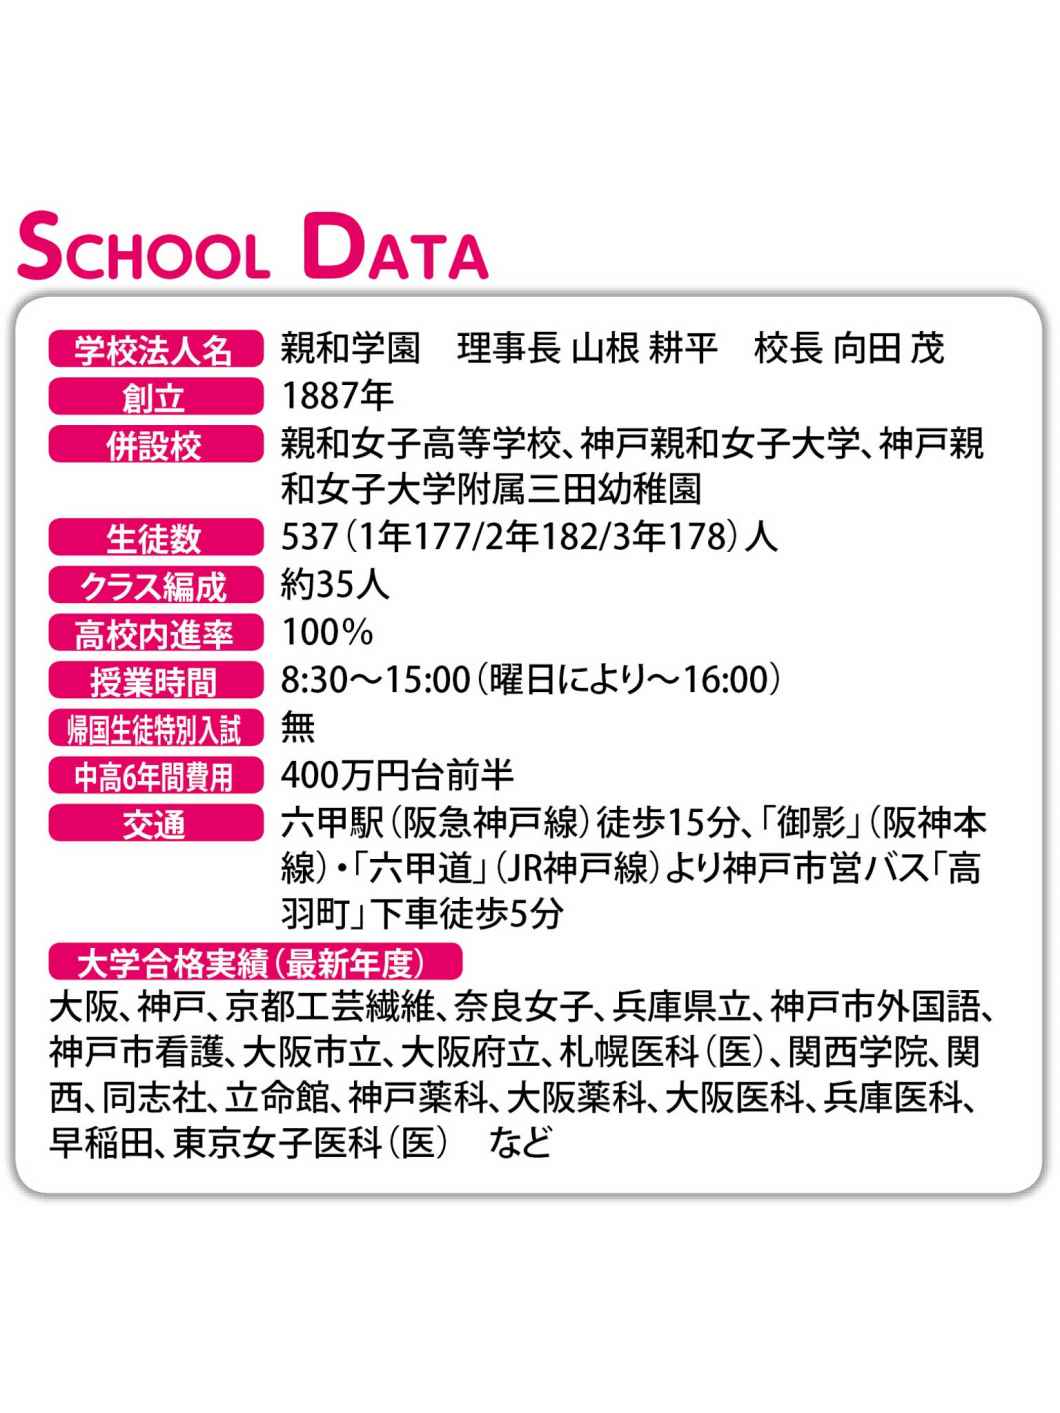 SCHOOL DATA
学校法人名 親和学園　理事長 山根 耕平　校長 向田 茂
創立 1887年
併設校 親和女子高等学校、神戸親和女子大学、神戸親
和女子大学附属三田幼稚園
生徒数 537（1年177/2年182/3年178）人
クラス編成 約35人
高校内進率 100％
授業時間 8:30～15:00（曜日により～16:00）
帰国生徒特別入試 無
中高6年間費用 400万円台前半
交通 六甲駅（阪急神戸線）徒歩15分、「御影」（阪神本
線）・「六甲道」（JR神戸線）より神戸市営バス「高
羽町」下車徒歩5分
大学合格実績（最新年度）
大阪、神戸、京都工芸繊維、奈良女子、兵庫県立、神戸市外国語、
神戸市看護、大阪市立、大阪府立、札幌医科（医）、関西学院、関
西、同志社、立命館、神戸薬科、大阪薬科、大阪医科、兵庫医科、
早稲田、東京女子医科（医）　など